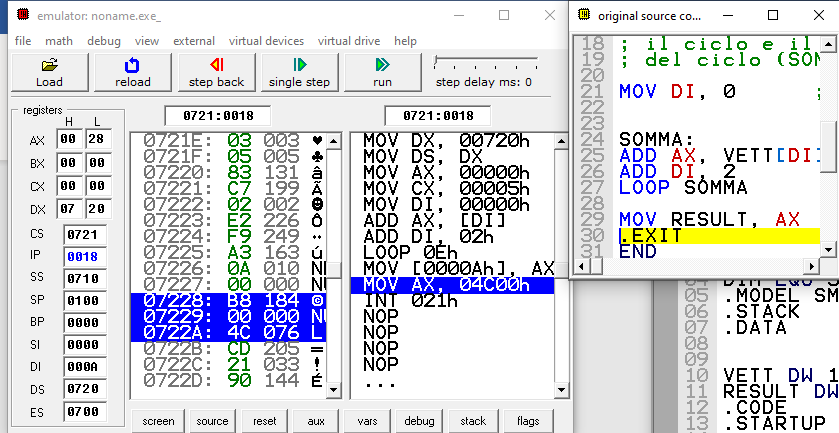 emulator: noname.exe_
file math debug view external virtual devices virtual drive help
Load reload step back single step run step delay ms: 0
registers
H L
AX 00 28
BX 00 00
CX 00 00
DX 07 20
CS 0721
IP 0018
SS 0710
SP 0100
BP 0000
SI 0000
DI 000A
DS 0720
ES 0700
0721:0018
0721E: 03 003 ♥
0721F: 05 005 ♣
07220: 83 131 â
07221: C7 199 Ã
07222: 02 002 ☻
07223: E2 226 Ô
07224: F9 249 ¨
07225: A3 163 ú
07226: 0A 010 NU
07227: 00 000 NU
07228: B8 184 ©
07229: 00 000 NU
0722A: 4C 076 L
0722B: CD 205 =
0722C: 21 033 !
0722D: 90 144 É
0721:0018
MOV DX, 00720h
MOV DS, DX
MOV AX, 00000h
MOV CX, 00005h
MOV DI, 00000h
ADD AX, [DI]
ADD DI, 02h
LOOP 0Eh
MOV [0000Ah], AX
MOV AX, 04C00h
INT 021h
NOP
NOP
NOP
NOP
...
screen source reset aux vars debug stack flags
original source co...
18 ; il ciclo e il
19 ; del ciclo (SOM
20
21 MOV DI, 0 ;
22
23
24 SOMMA:
25 ADD AX, VETT[DI]
26 ADD DI, 2
27 LOOP SOMMA
28
29 MOV RESULT, AX
30 .EXIT
31 END
04 DIM EQU
05 .MODEL SM
06 .STACK
07 .DATA
08
09
10 VETT DW 1
11 RESULT DW
12 .CODE
13 .STARTUP